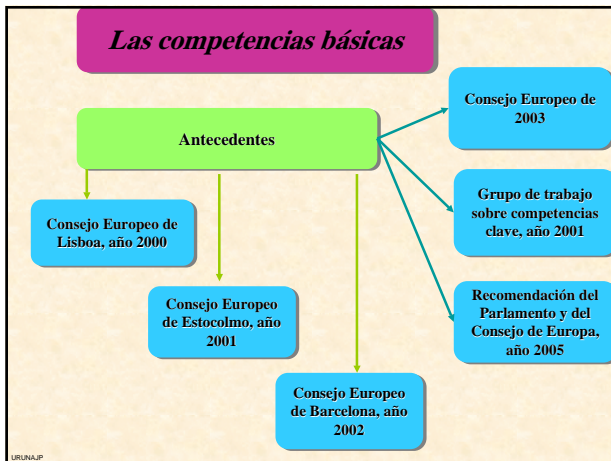 Las competencias básicas
Antecedentes
Consejo Europeo de
Lisboa, año 2000
Consejo Europeo
de Estocolmo, año
2001
Consejo Europeo
de Barcelona, año
2002
Consejo Europeo de
2003
Grupo de trabajo
sobre competencias
clave, año 2001
Recomendación del
Parlamento y del
Consejo de Europa,
año 2005
URUNAJP